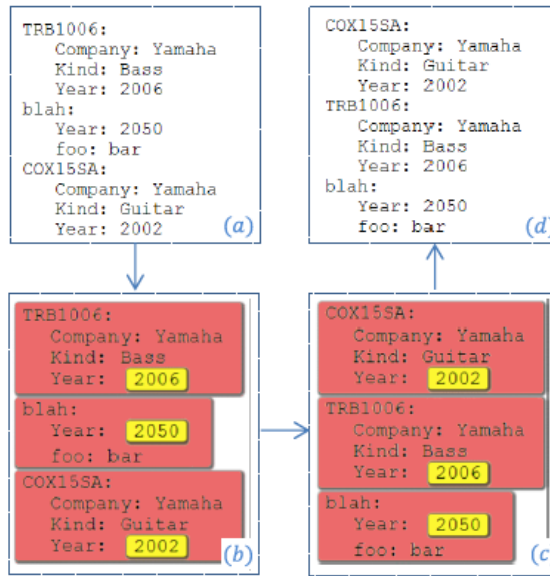 TRB1006:
Company: Yamaha
Kind: Bass
Year: 2006
blah:
Year: 2050
foo: bar
COX15SA:
Company: Yamaha
Kind: Guitar
Year: 2002
(a)
COX15SA:
Company: Yamaha
Kind: Guitar
Year: 2002
TRB1006:
Company: Yamaha
Kind: Bass
Year: 2006
blah:
Year: 2050
foo: bar
(d)
TRB1006:
Company: Yamaha
Kind: Bass
Year: 2006
blah:
Year: 2050
foo: bar
COX15SA:
Company: Yamaha
Kind: Guitar
Year: 2002
(b)
COX15SA:
Company: Yamaha
Kind: Guitar
Year: 2002
TRB1006:
Company: Yamaha
Kind: Bass
Year: 2006
blah:
Year: 2050
foo: bar
(c